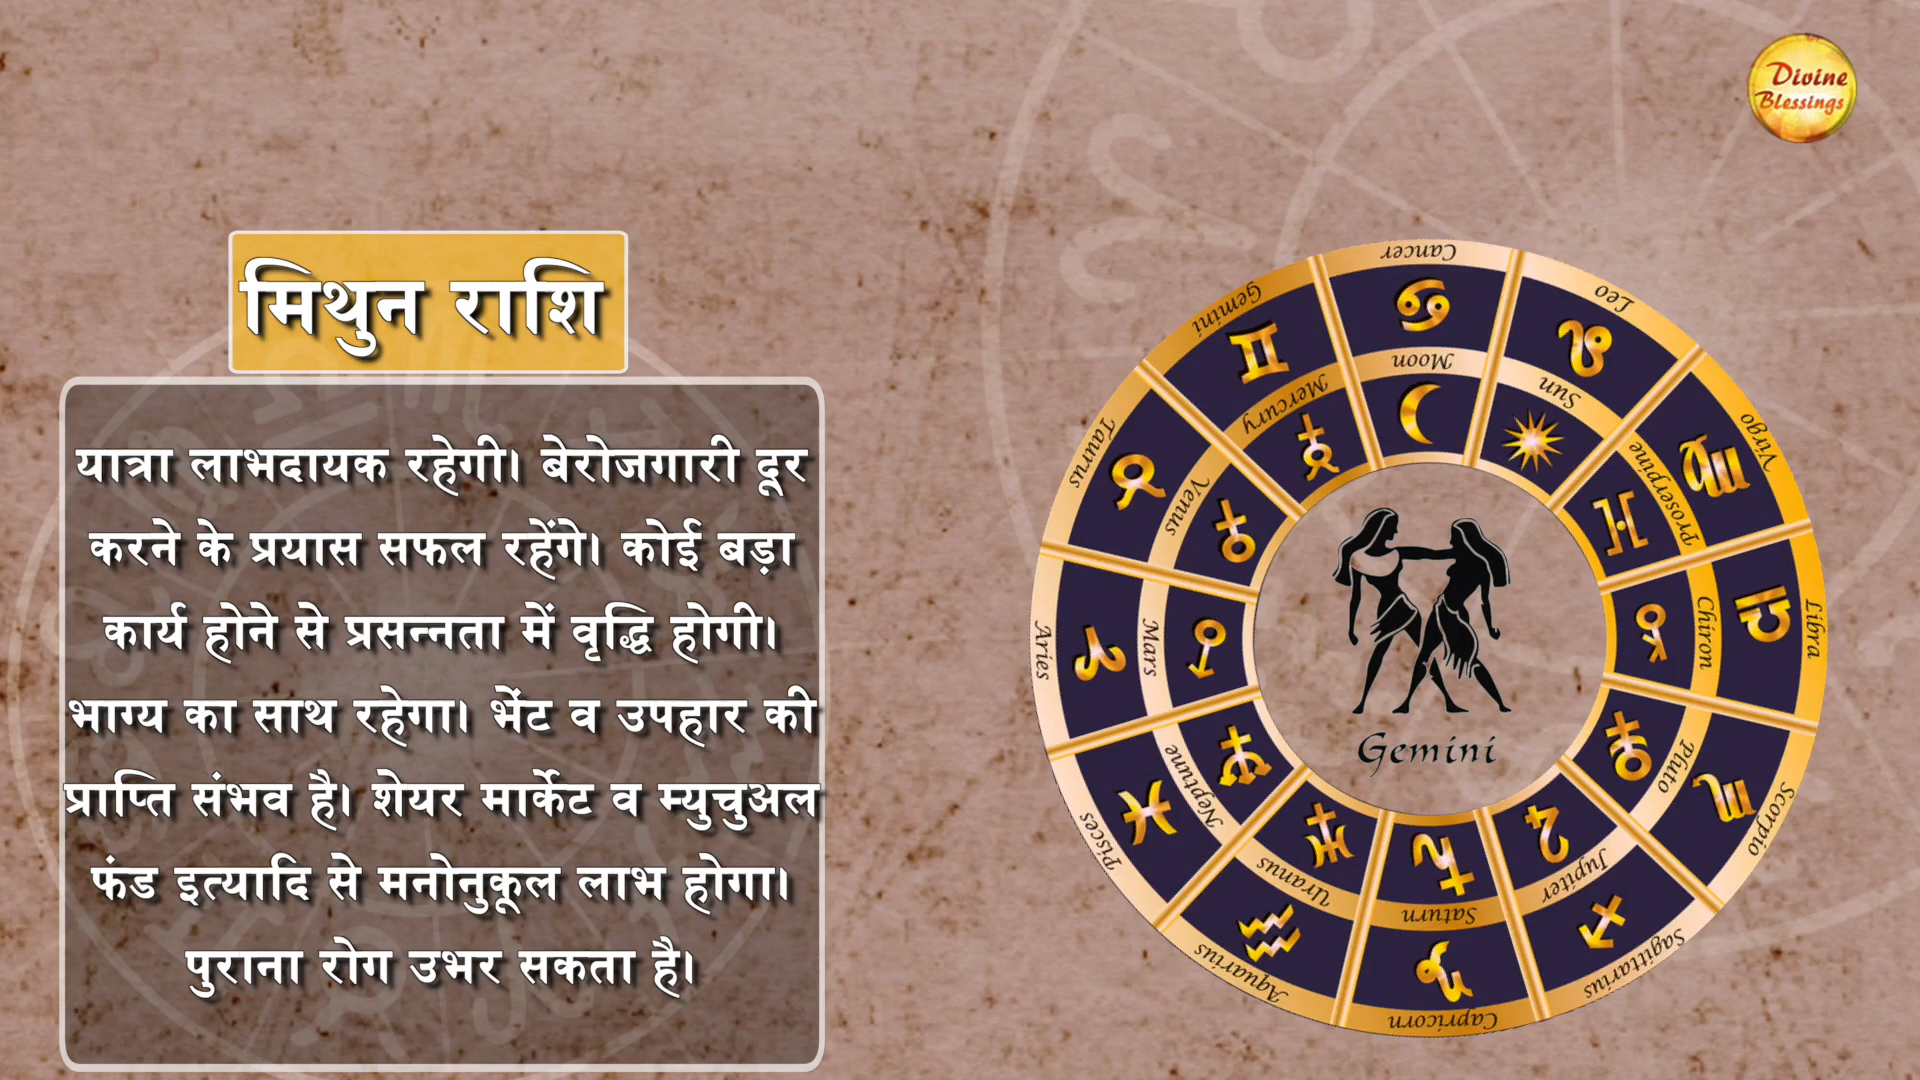 Divine
Blessings
मिथुन राशि
यात्रा लाभदायक रहेगी। बेरोजगारी दूर
करने के प्रयास सफल रहेंगे। कोई बड़ा
कार्य होने से प्रसन्नता में वृद्धि होगी।
भाग्य का साथ रहेगा। भेंट व उपहार की
प्राप्ति संभव है। शेयर मार्केट व म्युचुअल
फंड इत्यादि से मनोनुकूल लाभ होगा।
पुराना रोग उभर सकता है।
Cancer
Leo
Virgo
Libra
Scorpio
Sagittarius
Capricorn
Aquarius
Pisces
Aries
Taurus
Gemini
Moon
Sun
Proserpine
Chiron
Pluto
Jupiter
Saturn
Uranus
Neptune
Mars
Venus
Mercury
Gemini